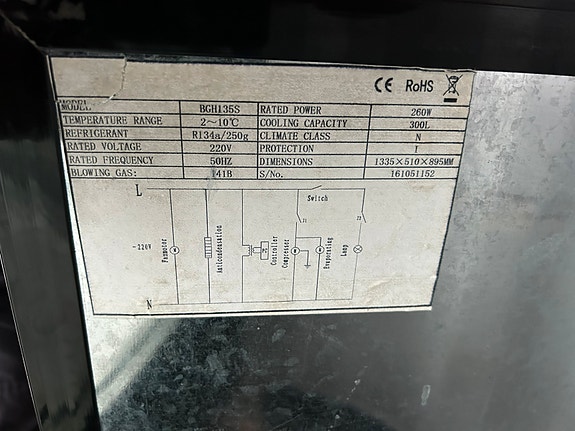 CE RoHS
MODEL BGH135S RATED POWER 260W
TEMPERATURE RANGE 2～10℃ COOLING CAPACITY 300L
REFRIGERANT R134a/250g CLIMATE CLASS N
RATED VOLTAGE 220V PROTECTION I
RATED FREQUENCY 50HZ DIMENSIONS 1335×510×895MM
BLOWING GAS: 141B S/No. 161051152
L
Switch
~220V
Fanmotor
Anticondensation
Controller
Compressor
Evaporating
Lamp
N